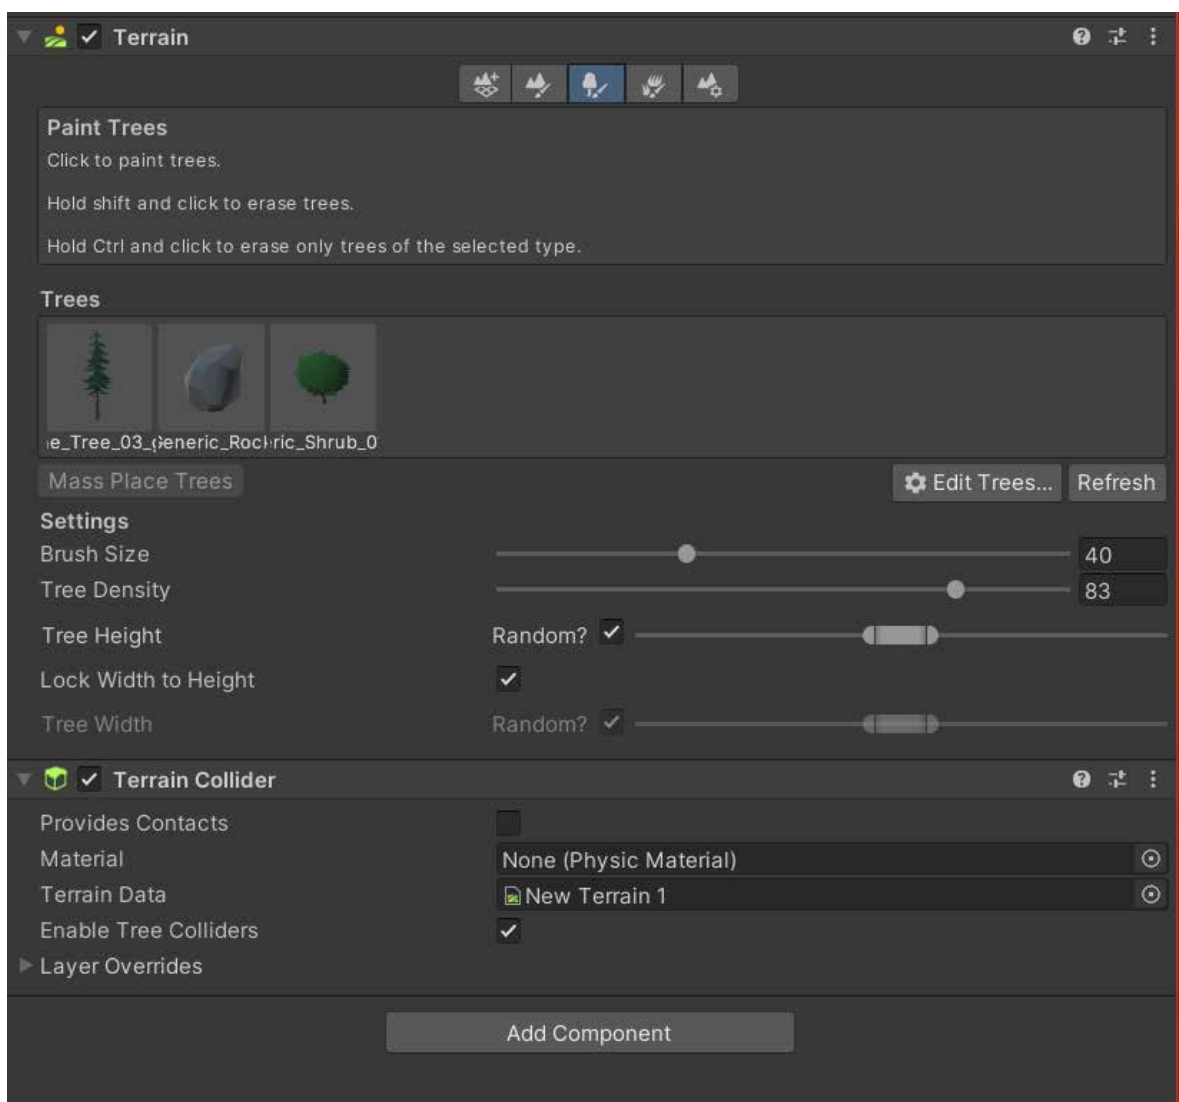 Terrain
Paint Trees
Click to paint trees.
Hold shift and click to erase trees.
Hold Ctrl and click to erase only trees of the selected type.
Trees
e_Tree_03_ eneric_Roc ric_Shrub_0
Mass Place Trees Edit Trees... Refresh
Settings
Brush Size 40
Tree Density 83
Tree Height Random?
Lock Width to Height
Tree Width Random?
Terrain Collider
Provides Contacts
Material None (Physic Material)
Terrain Data New Terrain 1
Enable Tree Colliders
Layer Overrides
Add Component